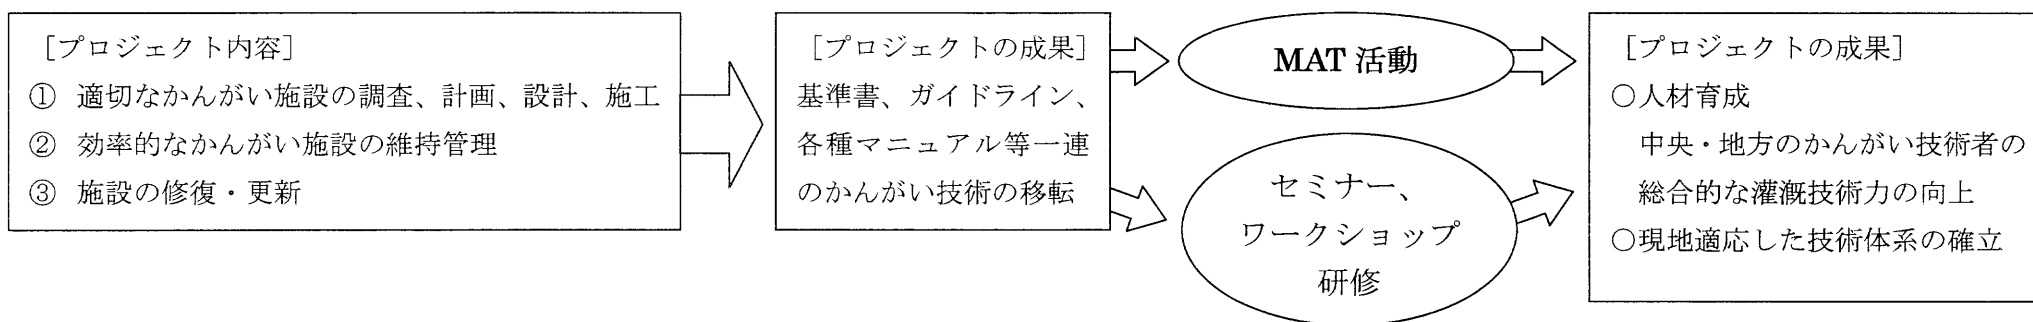 ［プロジェクト内容］
① 適切なかんがい施設の調査、計画、設計、施工
② 効率的なかんがい施設の維持管理
③ 施設の修復・更新
［プロジェクトの成果］
基準書、ガイドライン、
各種マニュアル等一連
のかんがい技術の移転
MAT 活動
セミナー、
ワークショップ
研修
［プロジェクトの成果］
○人材育成
中央・地方のかんがい技術者の
総合的な灌漑技術力の向上
○現地適応した技術体系の確立